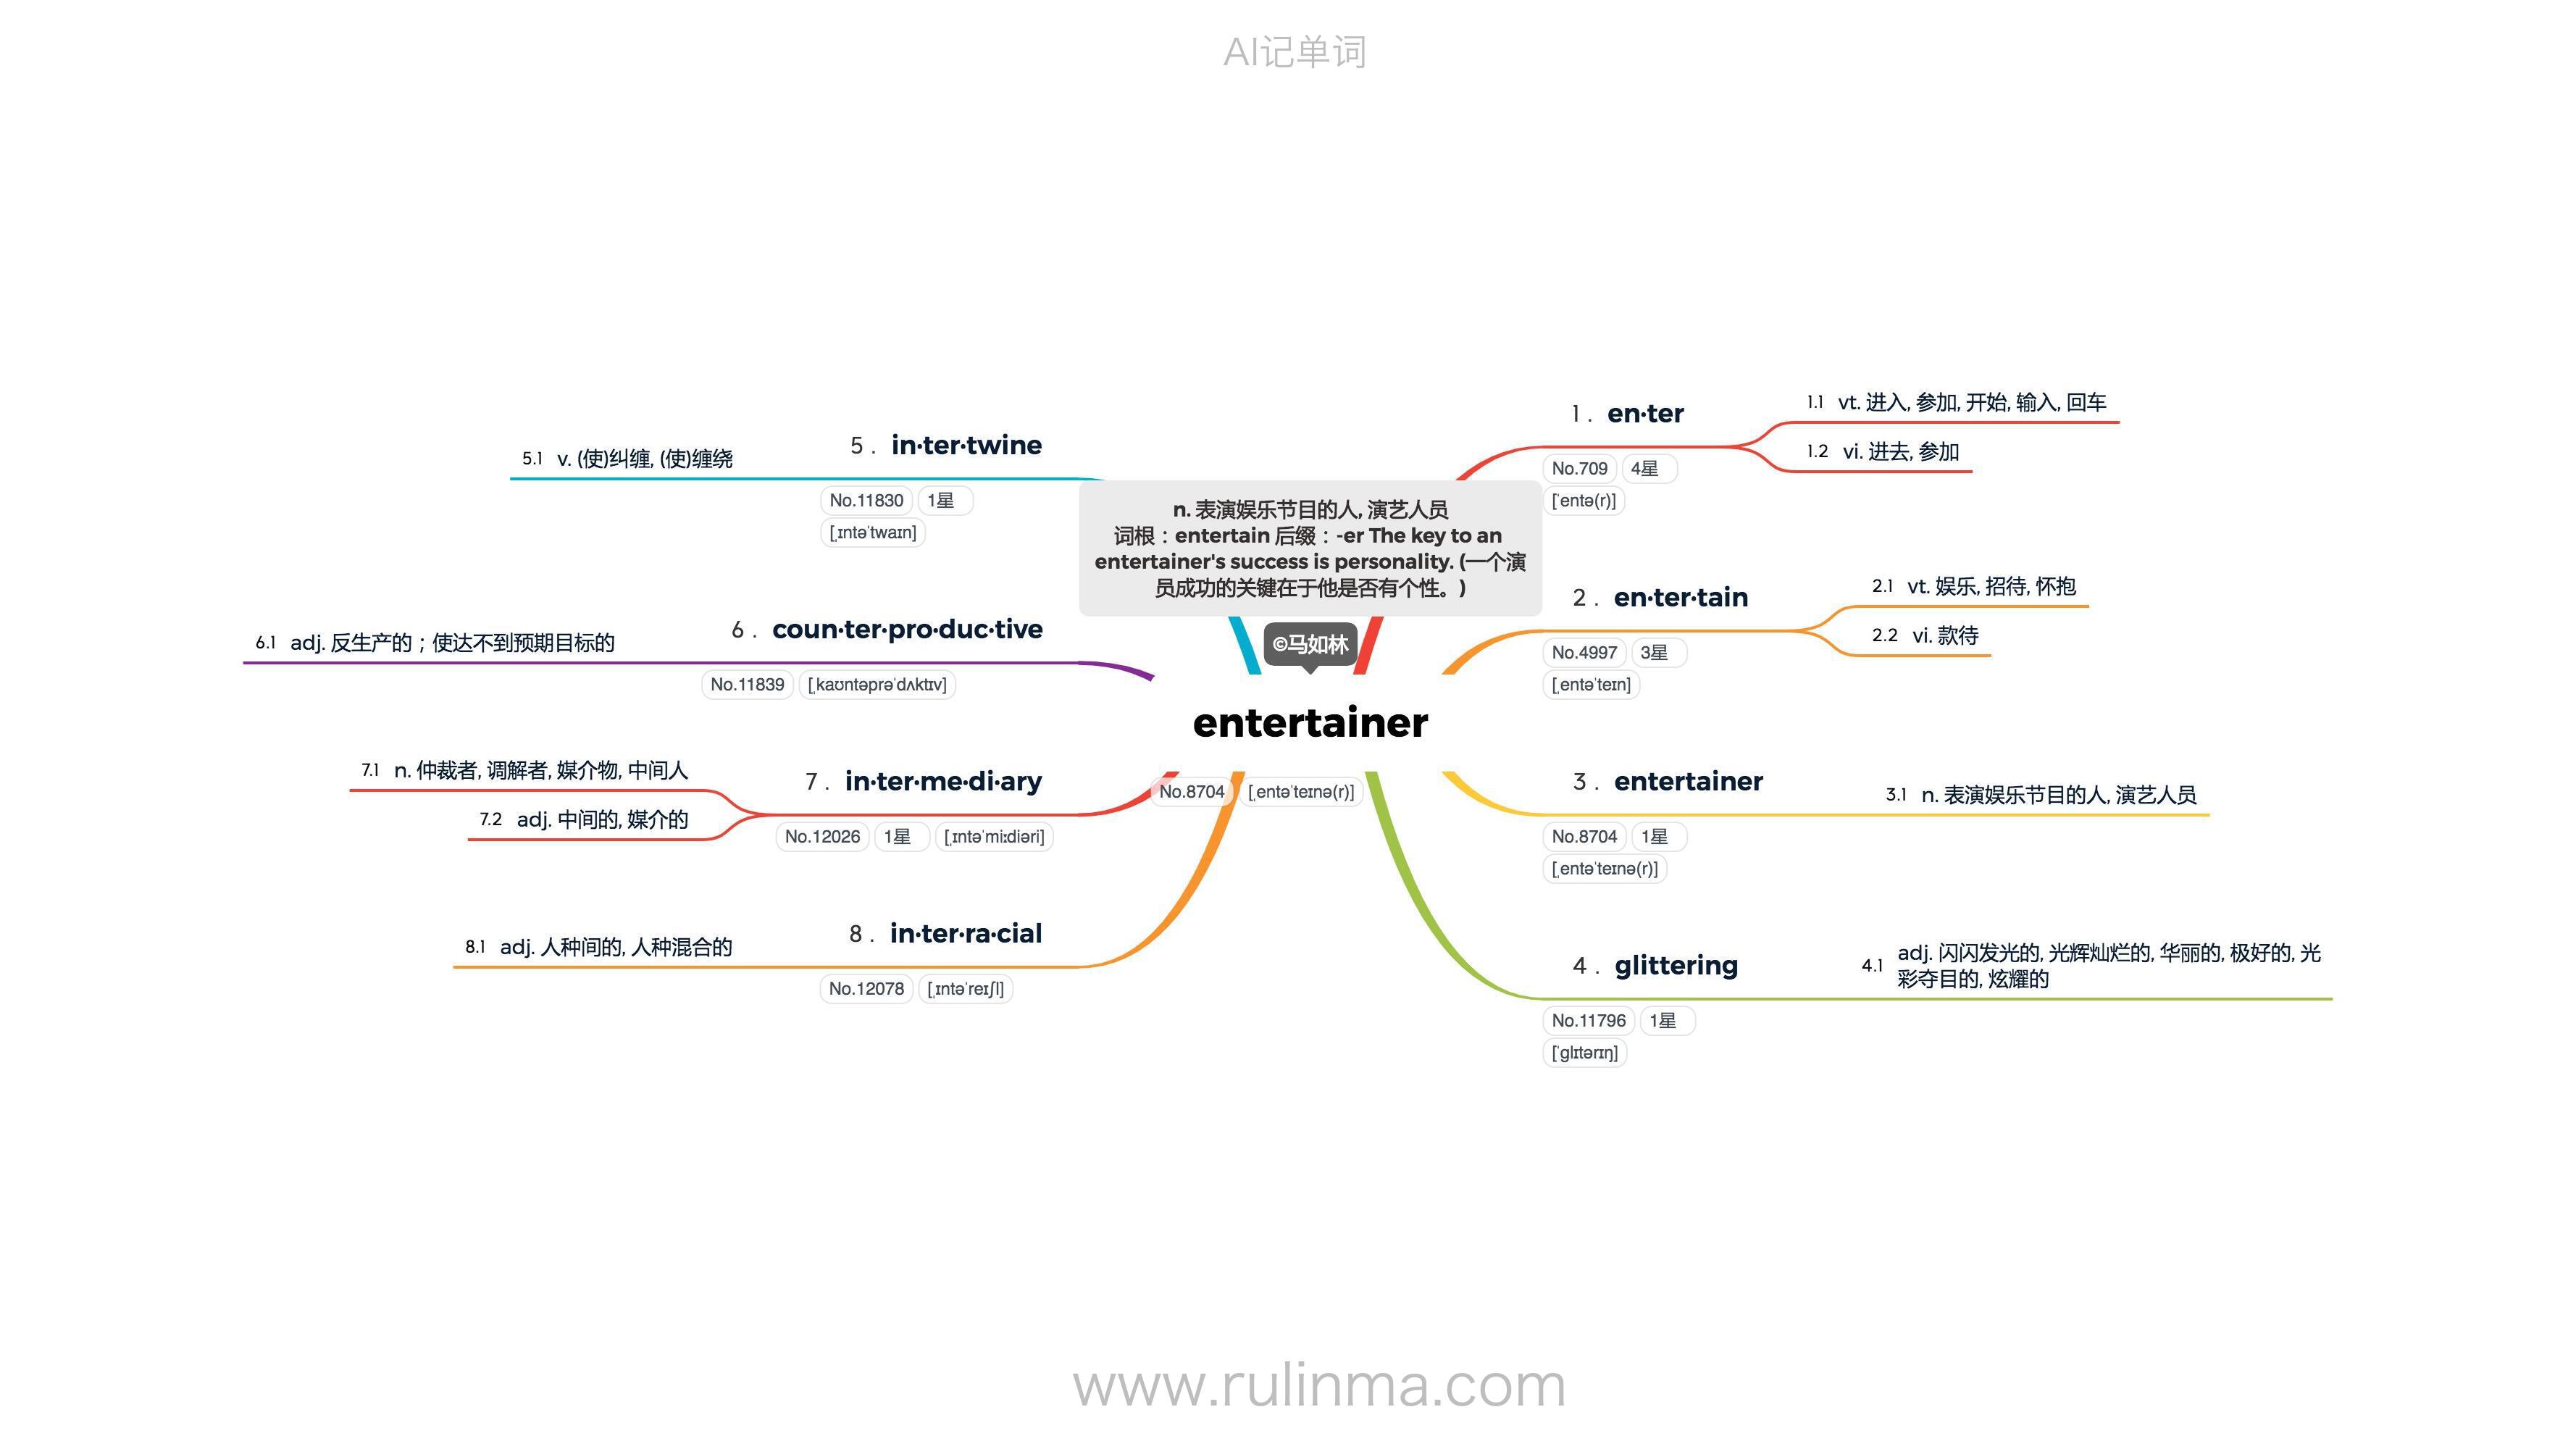 AI记单词
n. 表演娱乐节目的人, 演艺人员
词根：entertain 后缀：-er The key to an
entertainer's success is personality. (一个演
员成功的关键在于他是否有个性。)
©马如林
entertainer
No.8704 [ˌentəˈteɪnə(r)]
1. en·ter
No.709 4星
[ˈentə(r)]
1.1 vt. 进入, 参加, 开始, 输入, 回车
1.2 vi. 进去, 参加
2. en·ter·tain
No.4997 3星
[ˌentəˈteɪn]
2.1 vt. 娱乐, 招待, 怀抱
2.2 vi. 款待
3. entertainer
No.8704 1星
[ˌentəˈteɪnə(r)]
3.1 n. 表演娱乐节目的人, 演艺人员
4. glittering
No.11796 1星
[ˈɡlɪtərɪŋ]
4.1 adj. 闪闪发光的, 光辉灿烂的, 华丽的, 极好的, 光
彩夺目的, 炫耀的
5. in·ter·twine
No.11830 1星
[ˌɪntəˈtwaɪn]
5.1 v. (使)纠缠, (使)缠绕
6. coun·ter·pro·duc·tive
No.11839 [ˌkaʊntəprəˈdʌktɪv]
6.1 adj. 反生产的；使达不到预期目标的
7. in·ter·me·di·ary
No.12026 1星 [ˌɪntəˈmiːdiəri]
7.1 n. 仲裁者, 调解者, 媒介物, 中间人
7.2 adj. 中间的, 媒介的
8. in·ter·ra·cial
No.12078 [ˌɪntəˈreɪʃl]
8.1 adj. 人种间的, 人种混合的
www.rulinma.com